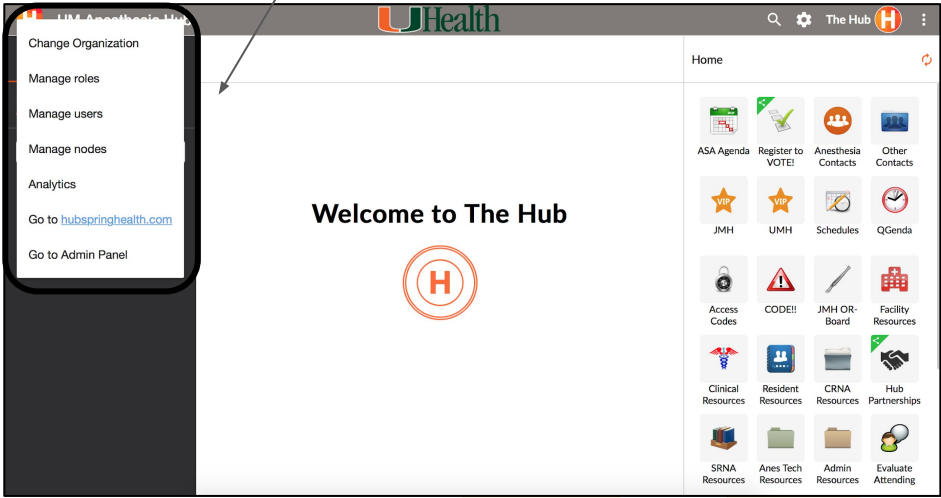 UM Anesthesia Hub
UHealth
The Hub
H
Change Organization
Manage roles
Manage users
Manage nodes
Analytics
Go to hubspringhealth.com
Go to Admin Panel
Welcome to The Hub
H
Home
ASA Agenda
Register to
VOTE!
Anesthesia
Contacts
Other
Contacts
VIP
JMH
VIP
UMH
Schedules
QGenda
Access
Codes
CODE!!
JMH OR-
Board
Facility
Resources
Clinical
Resources
Resident
Resources
CRNA
Resources
Hub
Partnerships
SRNA
Resources
Anes Tech
Resources
Admin
Resources
Evaluate
Attending